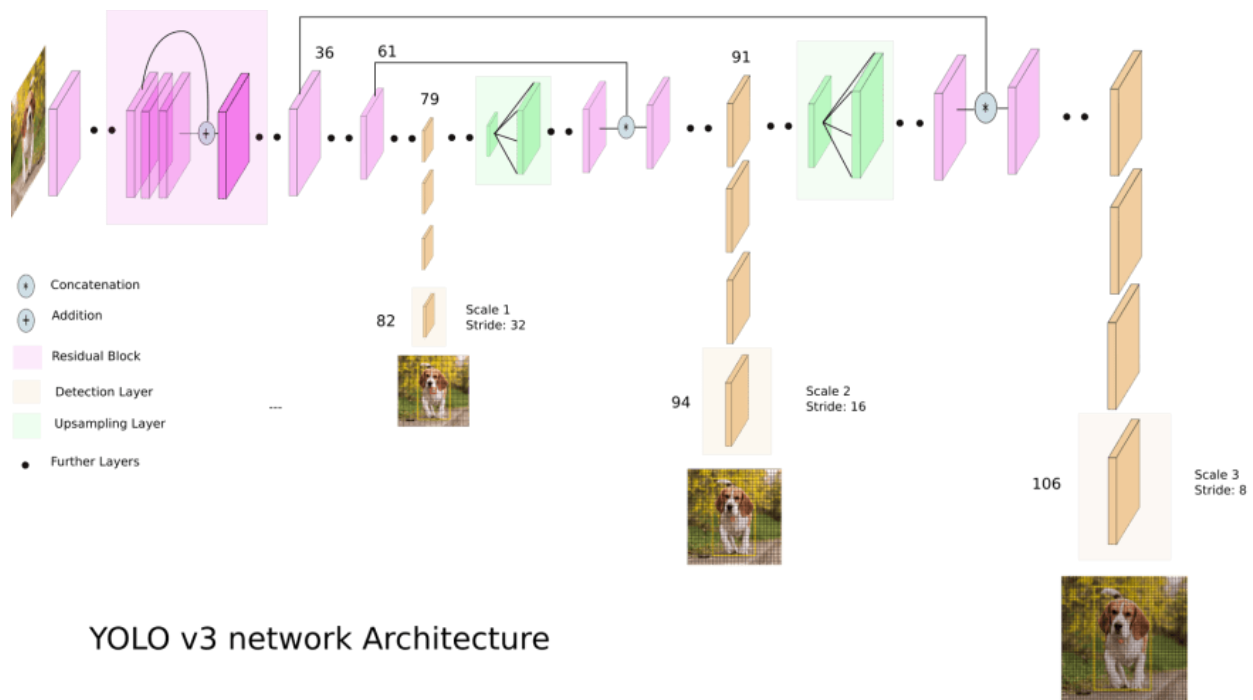 36
61
91
79
*
*
+
* Concatenation
+ Addition
Residual Block
Detection Layer
---
Upsampling Layer
Further Layers
82
Scale 1
Stride: 32
94
Scale 2
Stride: 16
106
Scale 3
Stride: 8
YOLO v3 network Architecture